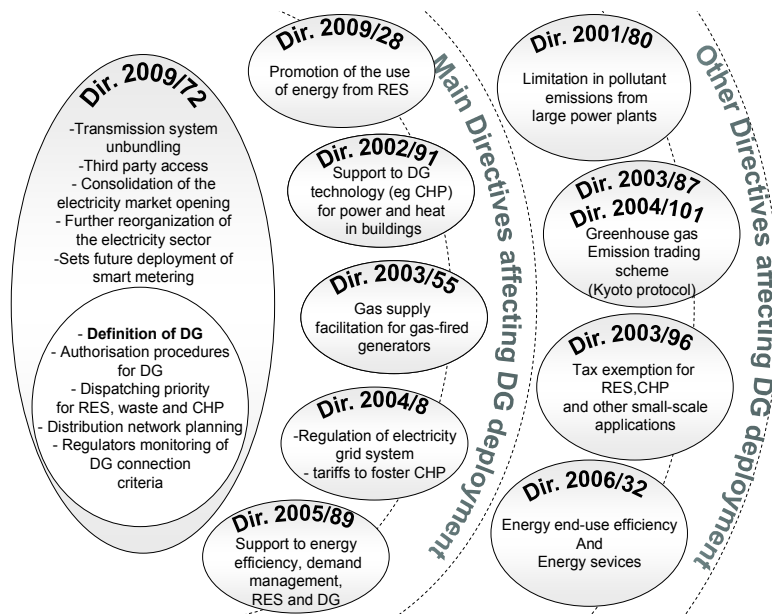 Dir. 2009/72
-Transmission system
unbundling
-Third party access
- Consolidation of the
electricity market opening
- Further reorganization of
the electricity sector
-Sets future deployment of
smart metering
- Definition of DG
- Authorisation procedures
for DG
- Dispatching priority
for RES, waste and CHP
- Distribution network planning
- Regulators monitoring of
DG connection
criteria
Dir. 2009/28
Promotion of the use
of energy from RES
Dir. 2002/91
Support to DG
technology (eg CHP)
for power and heat
in buildings
Dir. 2003/55
Gas supply
facilitation for gas-fired
generators
Dir. 2004/8
-Regulation of electricity
grid system
- tariffs to foster CHP
Dir. 2005/89
Support to energy
efficiency, demand
management,
RES and DG
Main Directives affecting DG deployment
Dir. 2001/80
Limitation in pollutant
emissions from
large power plants
Dir. 2003/87
Dir. 2004/101
Greenhouse gas
Emission trading
scheme
(Kyoto protocol)
Dir. 2003/96
Tax exemption for
RES,CHP
and other small-scale
applications
Dir. 2006/32
Energy end-use efficiency
And
Energy sevices
Other Directives affecting DG deployment